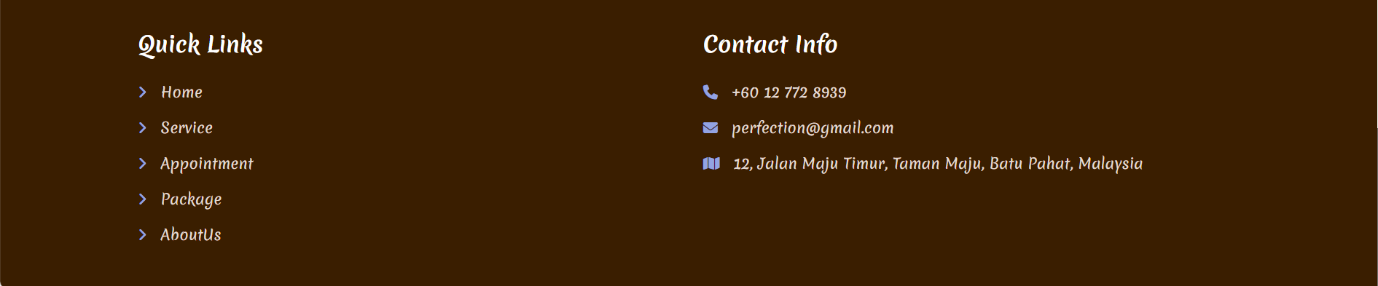 Quick Links
Home
Service
Appointment
Package
AboutUs
Contact Info
+60 12 772 8939
perfection@gmail.com
12, Jalan Maju Timur, Taman Maju, Batu Pahat, Malaysia